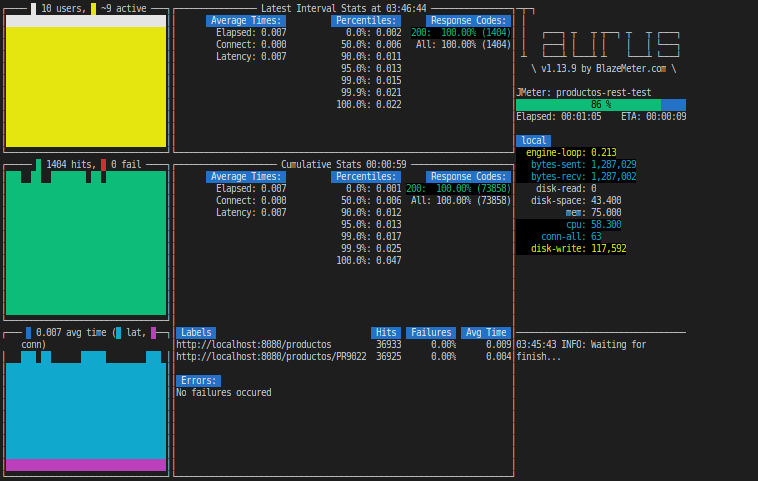 10 users, ~9 active
Latest Interval Stats at 03:46:44
Average Times: Percentiles: Response Codes:
Elapsed: 0.007 0.0%: 0.002 200: 100.00% (1404)
Connect: 0.000 50.0%: 0.006 All: 100.00% (1404)
Latency: 0.007 90.0%: 0.011
95.0%: 0.013
99.0%: 0.015
99.9%: 0.021
100.0%: 0.022
1404 hits, 0 fail
Cumulative Stats 00:00:59
Average Times: Percentiles: Response Codes:
Elapsed: 0.007 0.0%: 0.001 200: 100.00% (73858)
Connect: 0.000 50.0%: 0.006 All: 100.00% (73858)
Latency: 0.007 90.0%: 0.012
95.0%: 0.013
99.0%: 0.017
99.9%: 0.025
100.0%: 0.047
0.007 avg time ( lat,
conn)
Labels Hits Failures Avg Time
http://localhost:8080/productos 36933 0.00% 0.009
http://localhost:8080/productos/PR9022 36925 0.00% 0.004
Errors:
No failures occured
TAURUS
\ v1.13.9 by BlazeMeter.com \
JMeter: productos-rest-test
86 %
Elapsed: 00:01:05 ETA: 00:00:09
local
engine-loop: 0.213
bytes-sent: 1,287,029
bytes-recv: 1,287,002
disk-read: 0
disk-space: 43.400
mem: 75.000
cpu: 58.300
conn-all: 63
disk-write: 117,592
03:45:43 INFO: Waiting for
finish...